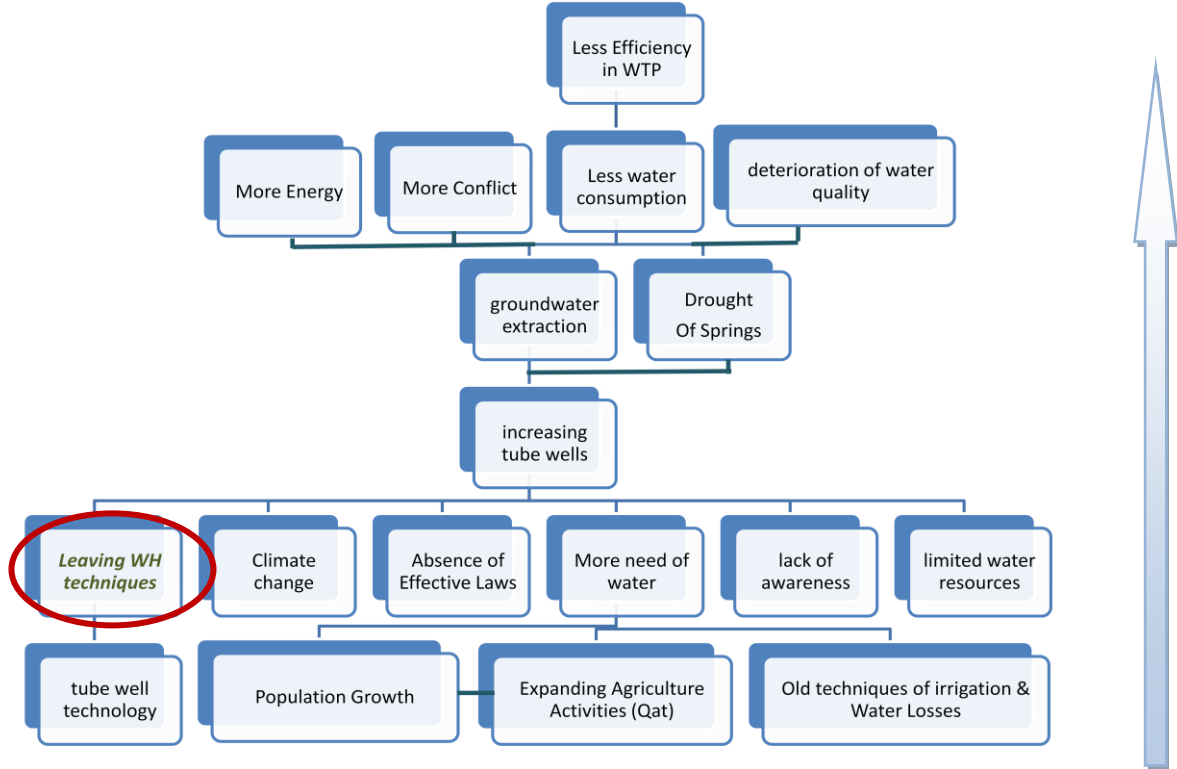 Less Efficiency
in WTP
More Energy
More Conflict
Less water
consumption
deterioration of water
quality
groundwater
extraction
Drought
Of Springs
increasing
tube wells
Leaving WH
techniques
Climate
change
Absence of
Effective Laws
More need of
water
lack of
awareness
limited water
resources
tube well
technology
Population Growth
Expanding Agriculture
Activities (Qat)
Old techniques of irrigation &
Water Losses